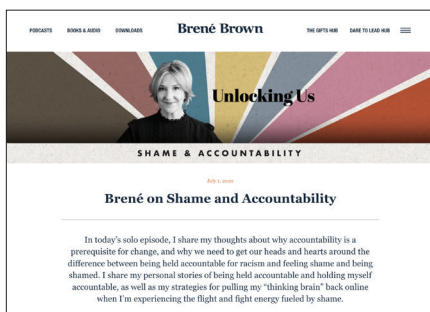 PODCASTS BOOKS & AUDIO DOWNLOADS Brené Brown THE GIFTS HUB DARE TO LEAD HUB
Unlocking Us
SHAME & ACCOUNTABILITY
July 1, 2020
Brené on Shame and Accountability
In today's solo episode, I share my thoughts about why accountability is a
prerequisite for change, and why we need to get our heads and hearts around the
difference between being held accountable for racism and feeling shame and being
shamed. I share my personal stories of being held accountable and holding myself
accountable, as well as my strategies for pulling my “thinking brain” back online
when I'm experiencing the flight and fight energy fueled by shame.